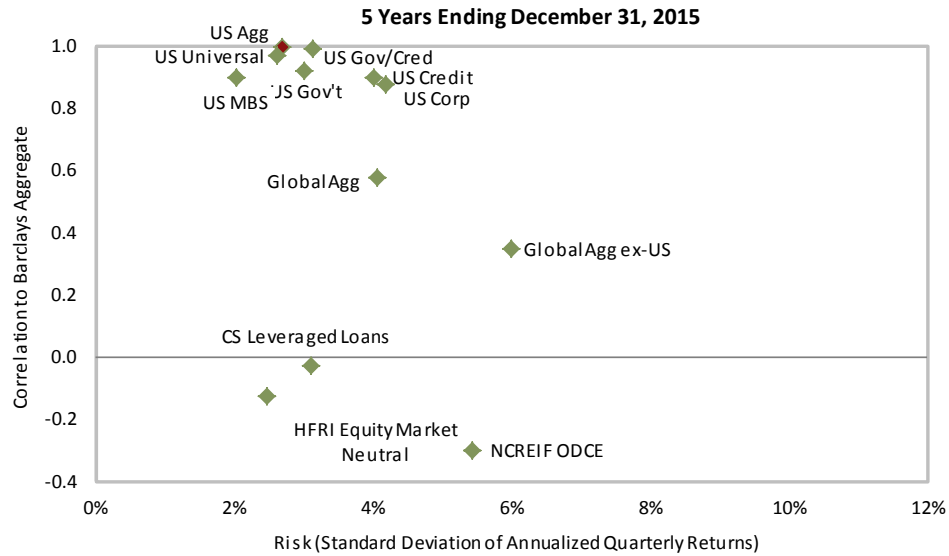 5 Years Ending December 31, 2015
Correlation to Barclays Aggregate
1.0
0.8
0.6
0.4
0.2
0.0
-0.2
-0.4
US Agg
US Universal
US Gov/Cred
US MBS
US Gov't
US Credit
US Corp
Global Agg
Global Agg ex-US
CS Leveraged Loans
HFRI Equity Market
Neutral
NCREIF ODCE
0%
2%
4%
6%
8%
10%
12%
Risk (Standard Deviation of Annualized Quarterly Returns)